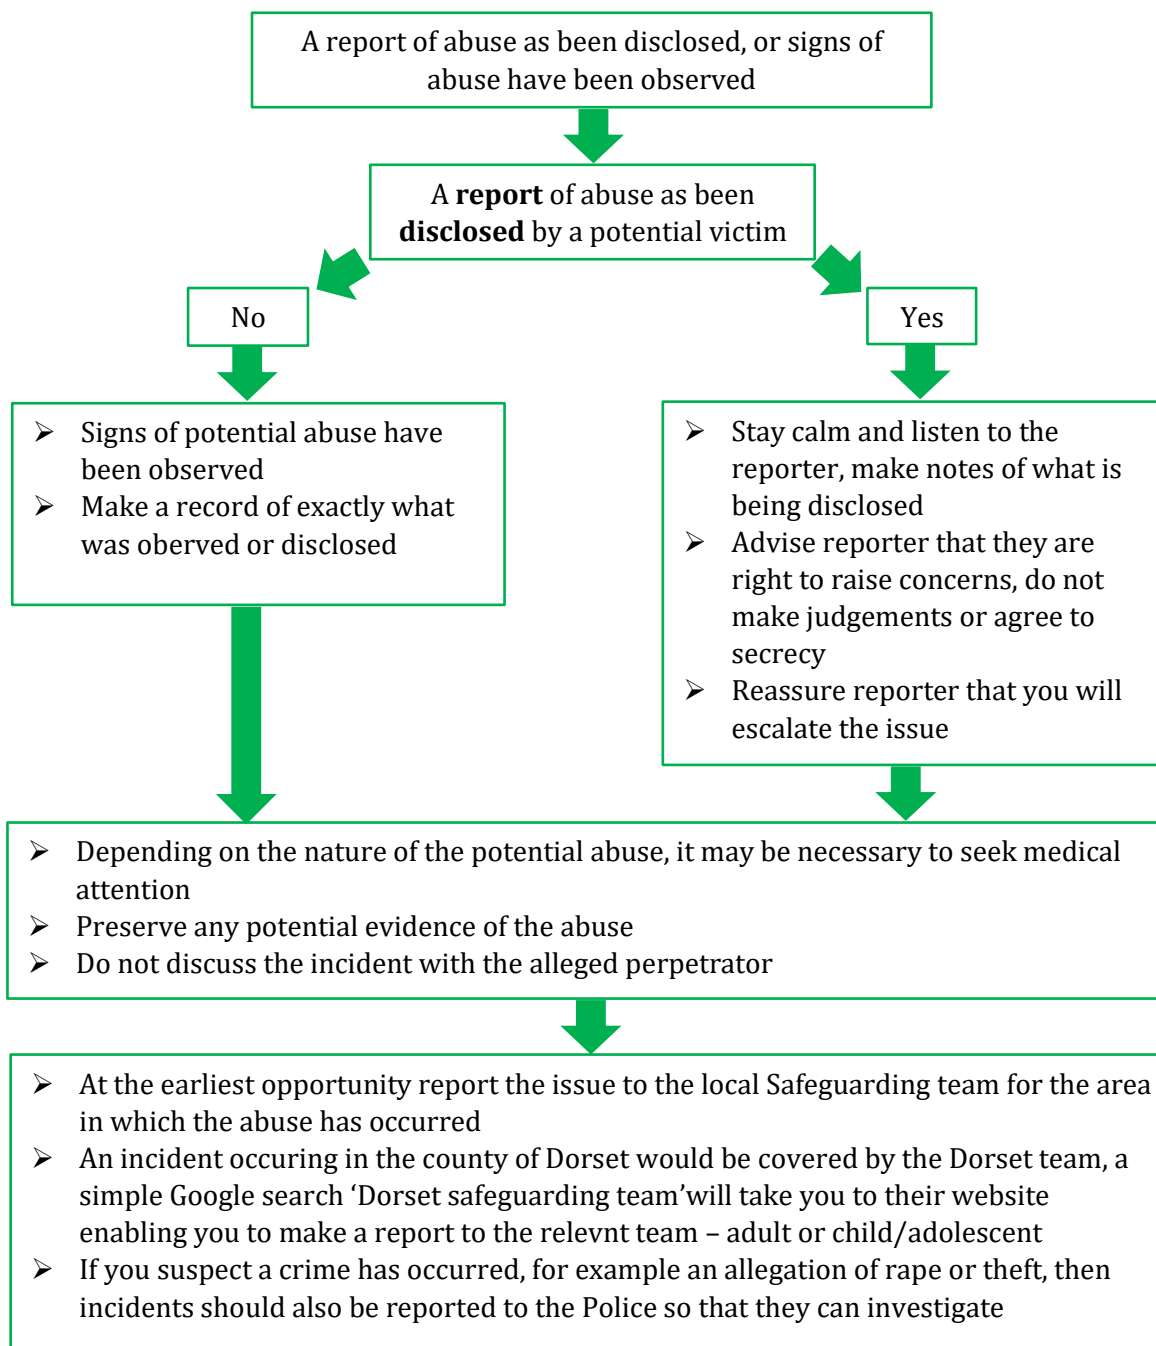 A report of abuse as been disclosed, or signs of
abuse have been observed
A report of abuse as been
disclosed by a potential victim
No
Yes
➢ Signs of potential abuse have
been observed
➢ Make a record of exactly what
was oberved or disclosed
➢ Stay calm and listen to the
reporter, make notes of what is
being disclosed
➢ Advise reporter that they are
right to raise concerns, do not
make judgements or agree to
secrecy
➢ Reassure reporter that you will
escalate the issue
➢ Depending on the nature of the potential abuse, it may be necessary to seek medical
attention
➢ Preserve any potential evidence of the abuse
➢ Do not discuss the incident with the alleged perpetrator
➢ At the earliest opportunity report the issue to the local Safeguarding team for the area
in which the abuse has occurred
➢ An incident occuring in the county of Dorset would be covered by the Dorset team, a
simple Google search ‘Dorset safeguarding team’will take you to their website
enabling you to make a report to the relevnt team – adult or child/adolescent
➢ If you suspect a crime has occurred, for example an allegation of rape or theft, then
incidents should also be reported to the Police so that they can investigate